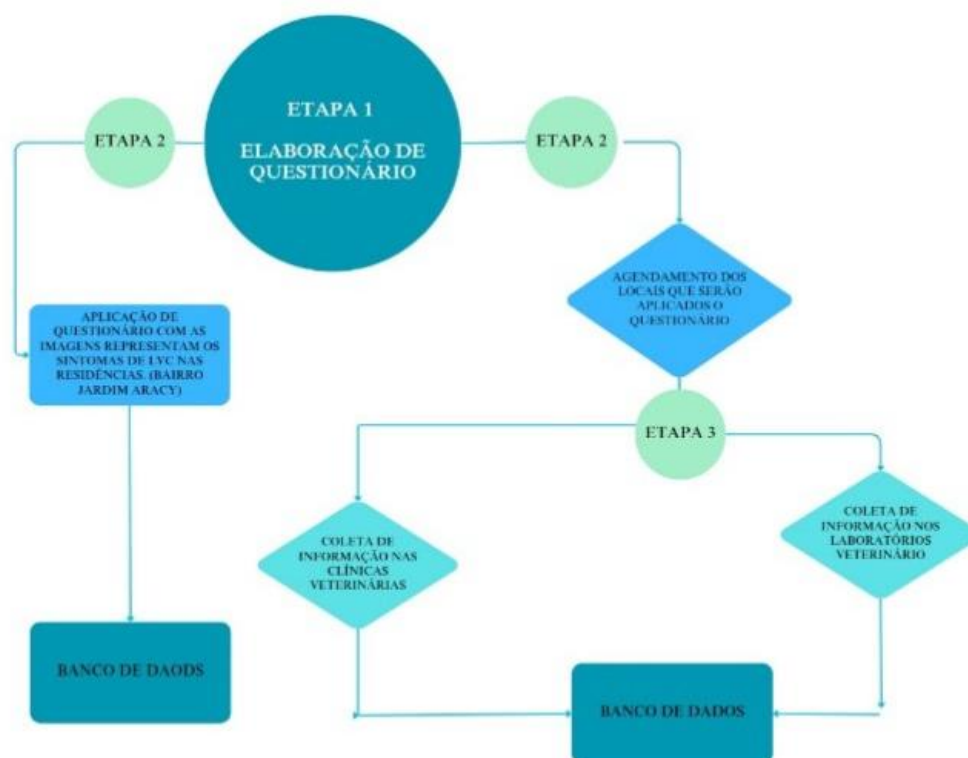 ETAPA 1
ELABORAÇÃO DE
QUESTIONÁRIO
ETAPA 2
ETAPA 2
APLICAÇÃO DE
QUESTIONÁRIO COM AS
IMAGENS REPRESENTAM OS
SINTOMAS DE LVC NAS
RESIDÊNCIAS. (BAIRRO
JARDIM ARACY)
BANCO DE DAODS
AGENDAMENTO DOS
LOCAIS QUE SERÃO
APLICADOS O
QUESTIONÁRIO
ETAPA 3
COLETA DE
INFORMAÇÃO NAS
CLÍNICAS
VETERINÁRIAS
COLETA DE
INFORMAÇÃO NOS
LABORATÓRIOS
VETERINÁRIO
BANCO DE DADOS